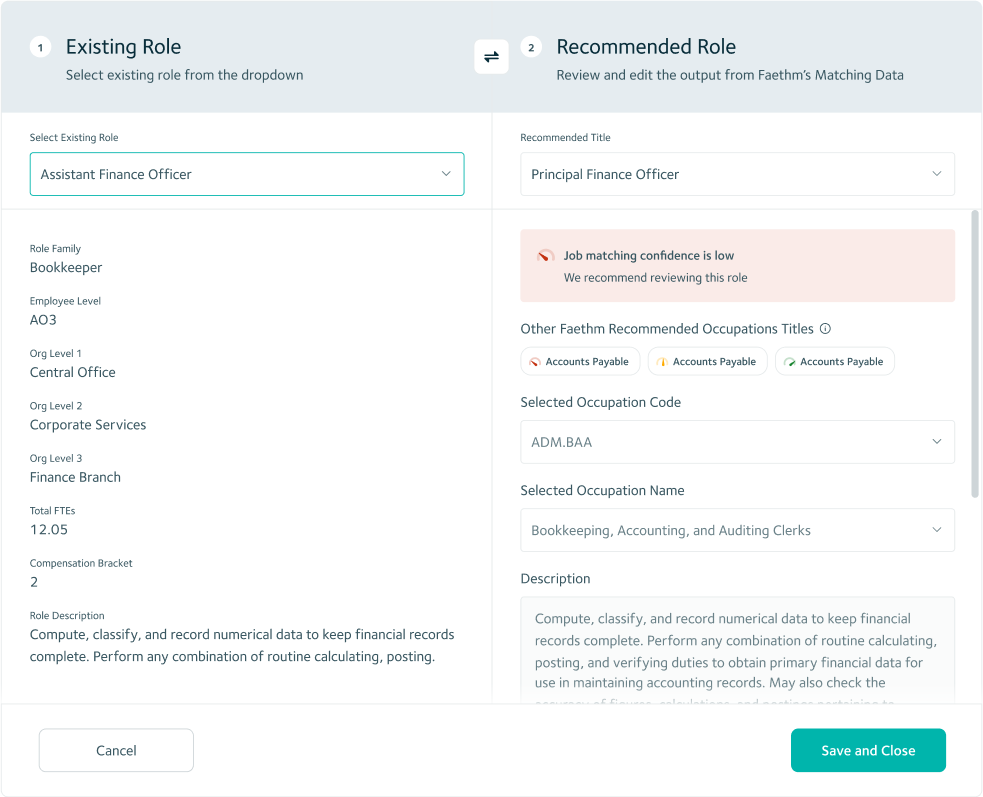 1 Existing Role
Select existing role from the dropdown
2 Recommended Role
Review and edit the output from Faethm's Matching Data
Select Existing Role
Assistant Finance Officer
Recommended Title
Principal Finance Officer
Role Family
Bookkeeper
Employee Level
AO3
Org Level 1
Central Office
Org Level 2
Corporate Services
Org Level 3
Finance Branch
Total FTEs
12.05
Compensation Bracket
2
Role Description
Compute, classify, and record numerical data to keep financial records
complete. Perform any combination of routine calculating, posting.
Job matching confidence is low
We recommend reviewing this role
Other Faethm Recommended Occupations Titles
Accounts Payable Accounts Payable Accounts Payable
Selected Occupation Code
ADM.BAA
Selected Occupation Name
Bookkeeping, Accounting, and Auditing Clerks
Description
Compute, classify, and record numerical data to keep financial
records complete. Perform any combination of routine calculating,
posting, and verifying duties to obtain primary financial data for
use in maintaining accounting records. May also check the
accuracy of figures, calculations, and postings pertaining to
Cancel
Save and Close